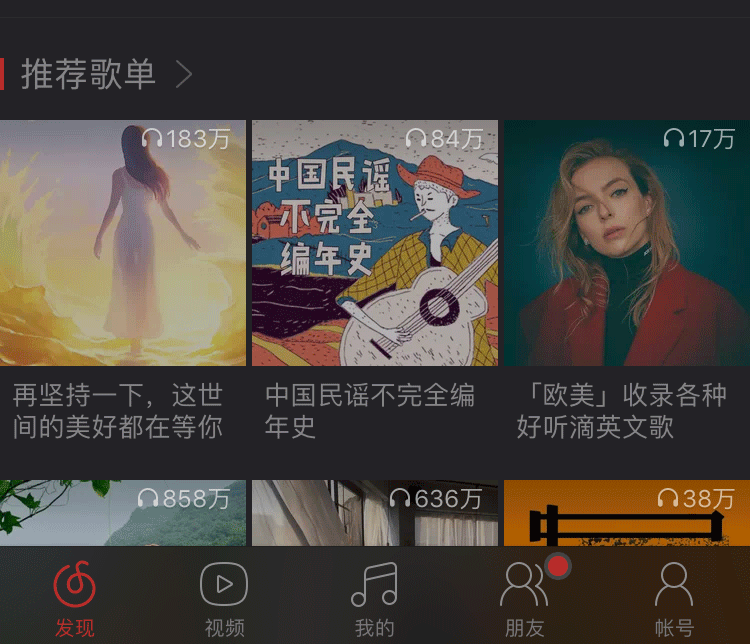 推荐歌单
183万
84万
17万
中国民谣
不完全
编年史
再坚持一下，这世
间的美好都在等你
中国民谣不完全编
年史
「欧美」收录各种
好听滴英文歌
858万
636万
38万
发现
视频
我的
朋友
帐号